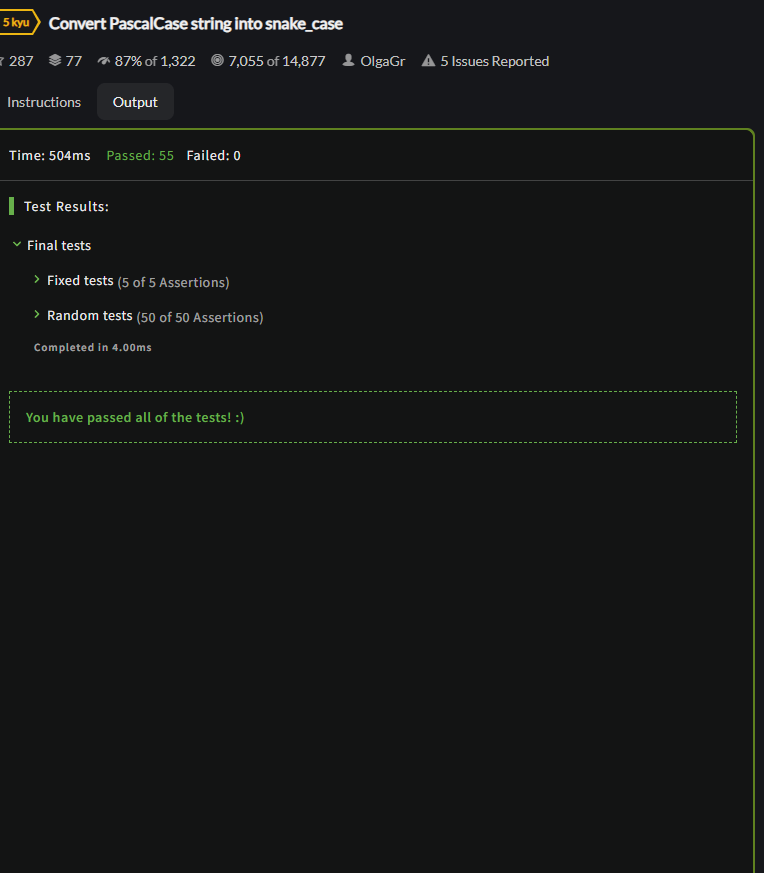 5 kyu Convert PascalCase string into snake_case
287 77 87% of 1,322 7,055 of 14,877 OlgaGr 5 Issues Reported
Instructions Output
Time: 504ms Passed: 55 Failed: 0
Test Results:
Final tests
Fixed tests (5 of 5 Assertions)
Random tests (50 of 50 Assertions)
Completed in 4.00ms
You have passed all of the tests! :)